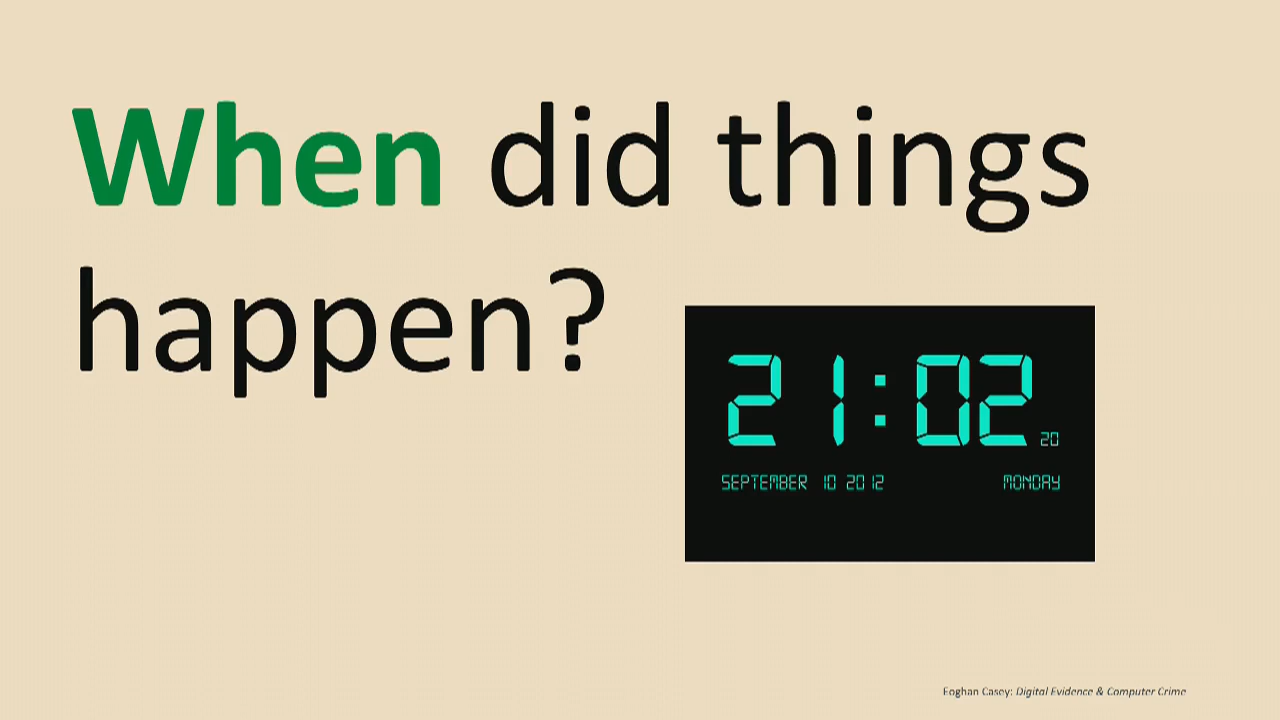 When did things
happen?
21:02 20
SEPTEMBER 10 2012 MONDAY
Eoghan Casey: Digital Evidence & Computer Crime